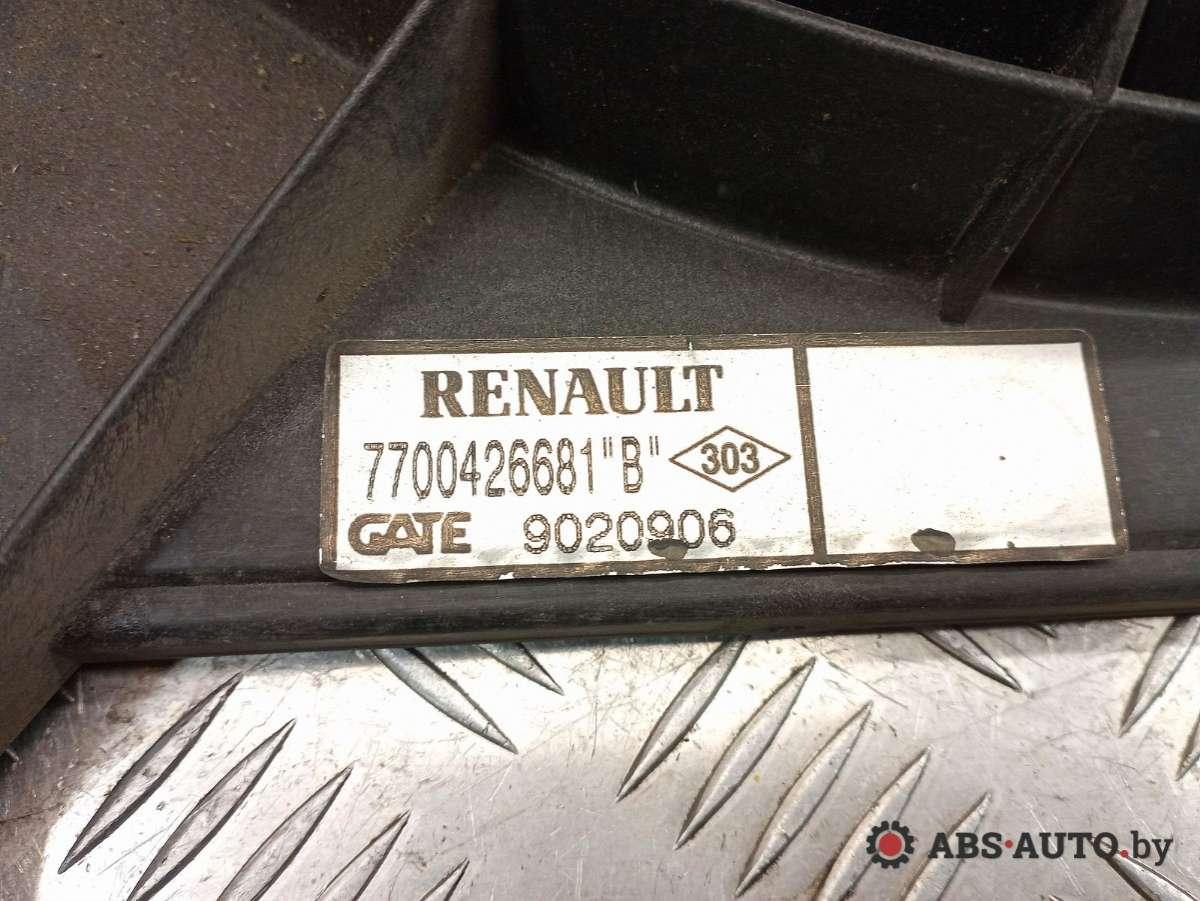 RENAULT
7700426681"B" 303
GATE 9020906
ABS·AUTO.by